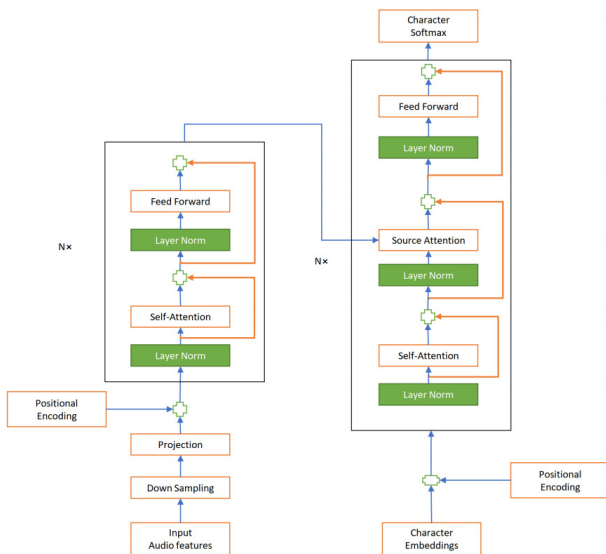 Character
Softmax
Feed Forward
Layer Norm
Source Attention
Layer Norm
Self-Attention
Layer Norm
N×
Positional
Encoding
Character
Embeddings
Feed Forward
Layer Norm
Self-Attention
Layer Norm
N×
Positional
Encoding
Projection
Down Sampling
Input
Audio features